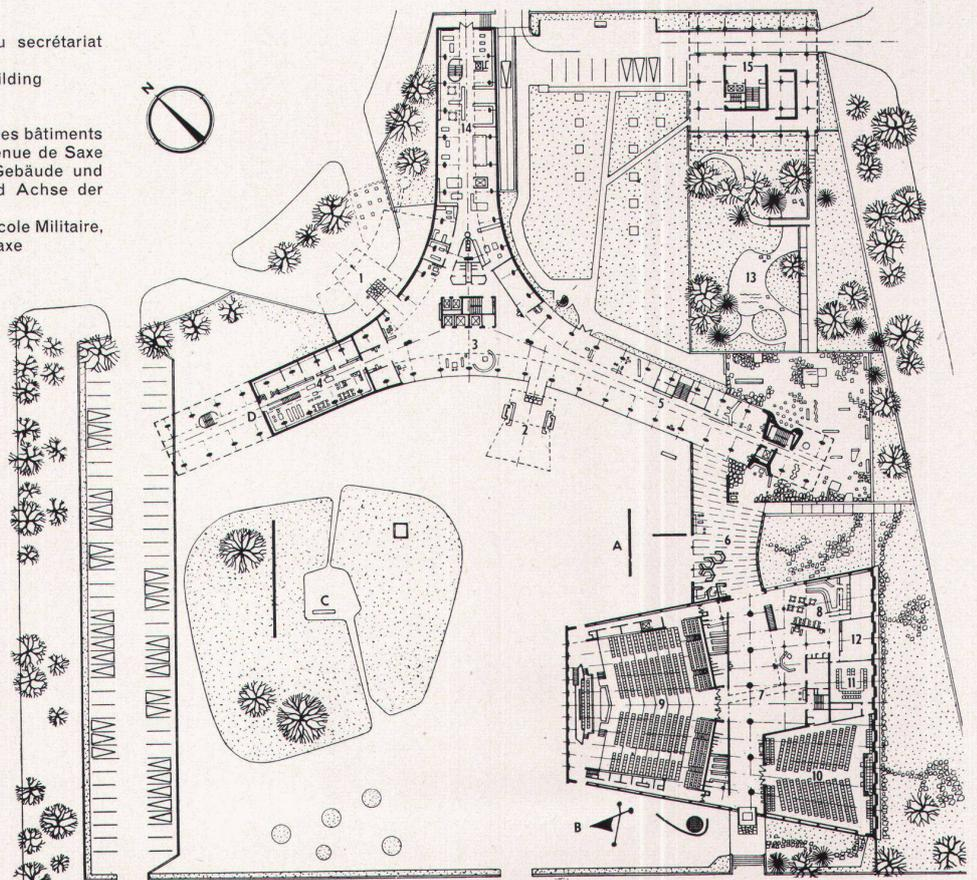 u secrétariat
ilding
es bâtiments
enue de Saxe
Gebäude und
d Achse der
cole Militaire,
axe
N
15
14
13
1
3
4
D
5
2
6
A
C
8
12
11
7
9
10
B